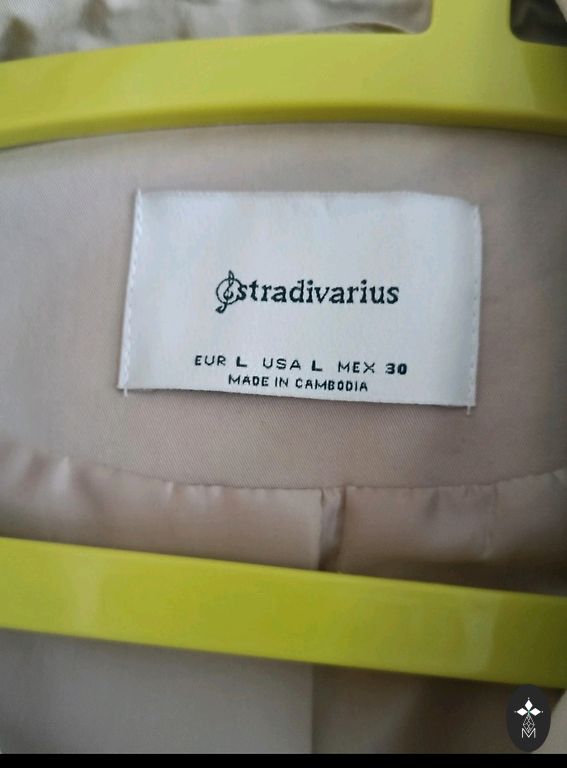 stradivarius
EUR L USA L MEX 30
MADE IN CAMBODIA
M